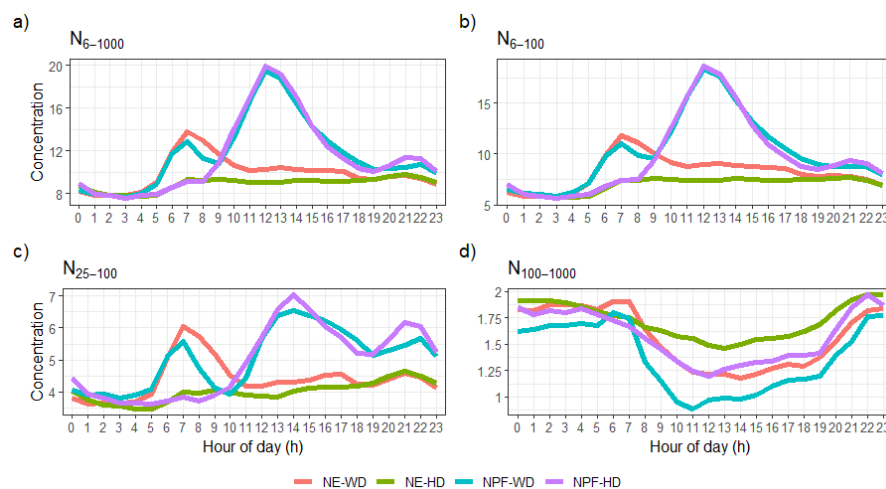 a)
N6–1000
Concentration
20
16
12
8
0 1 2 3 4 5 6 7 8 9 10 11 12 13 14 15 16 17 18 19 20 21 22 23
b)
N6–100
15
10
5
0 1 2 3 4 5 6 7 8 9 10 11 12 13 14 15 16 17 18 19 20 21 22 23
c)
N25–100
Concentration
7
6
5
4
0 1 2 3 4 5 6 7 8 9 10 11 12 13 14 15 16 17 18 19 20 21 22 23
Hour of day (h)
d)
N100–1000
2
1.75
1.5
1.25
1
0 1 2 3 4 5 6 7 8 9 10 11 12 13 14 15 16 17 18 19 20 21 22 23
Hour of day (h)
NE-WD NE-HD NPF-WD NPF-HD